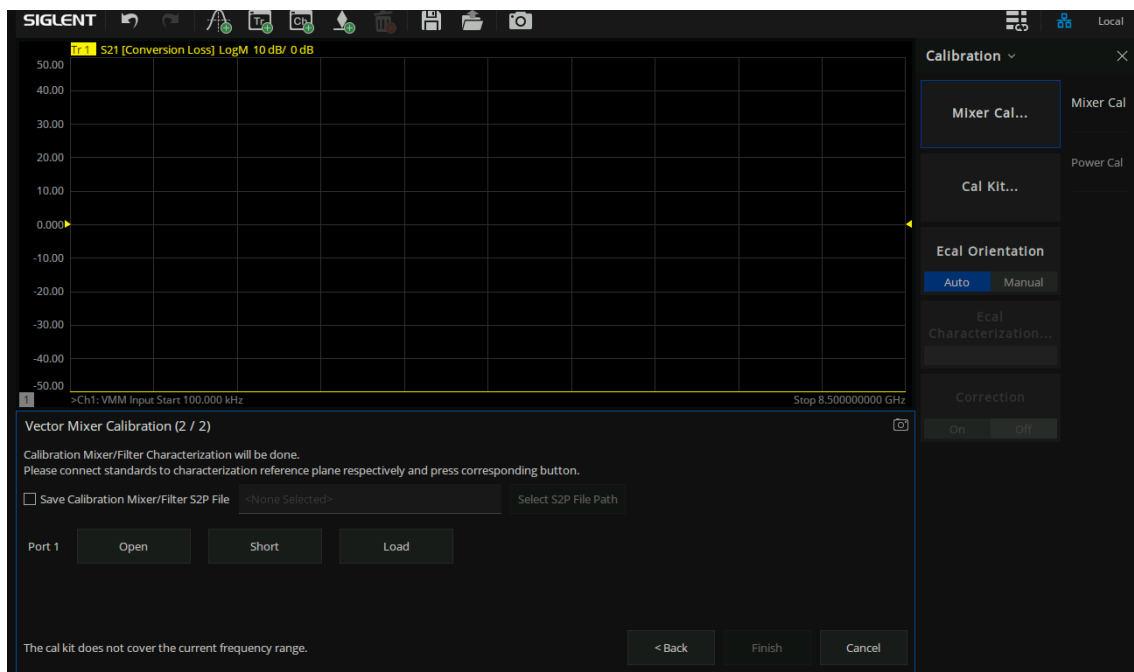 SIGLENT
Tr
Ch
Local
Tr 1 S21 [Conversion Loss] LogM 10 dB/ 0 dB
50.00
40.00
30.00
20.00
10.00
0.000
-10.00
-20.00
-30.00
-40.00
-50.00
1 >Ch1: VMM Input Start 100.000 kHz Stop 8.500000000 GHz
Calibration
Mixer Cal...
Mixer Cal
Power Cal
Cal Kit...
Ecal Orientation
Auto Manual
Ecal
Characterization...
Correction
On Off
Vector Mixer Calibration (2 / 2)
Calibration Mixer/Filter Characterization will be done.
Please connect standards to characterization reference plane respectively and press corresponding button.
Save Calibration Mixer/Filter S2P File <None Selected> Select S2P File Path
Port 1 Open Short Load
The cal kit does not cover the current frequency range. < Back Finish Cancel